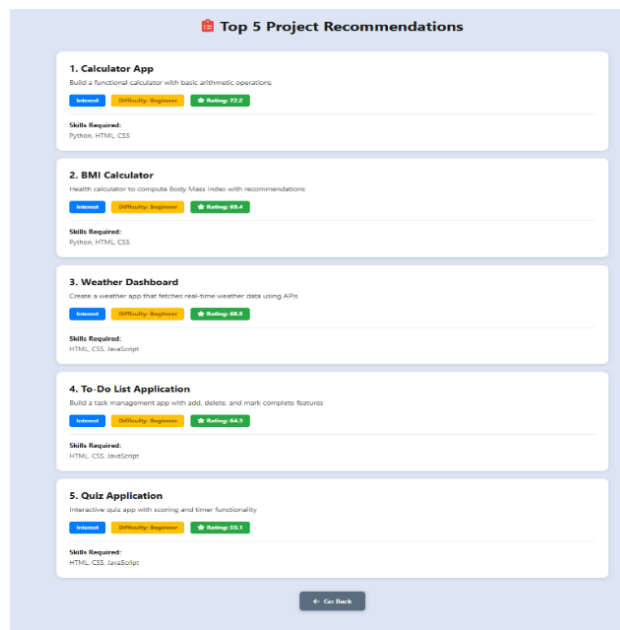 Top 5 Project Recommendations
1. Calculator App
Build a functional calculator with basic arithmetic operations
Interest Difficulty: Beginner Rating: 72.2
Skills Required:
Python, HTML, CSS
2. BMI Calculator
Health calculator to compute Body Mass Index with recommendations
Interest Difficulty: Beginner Rating: 69.4
Skills Required:
Python, HTML, CSS
3. Weather Dashboard
Create a weather app that fetches real-time weather data using APIs
Interest Difficulty: Beginner Rating:
Skills Required:
HTML, CSS, JavaScript
4. To-Do List Application
Build a task management app with add, delete, and mark complete features
Interest Difficulty: Beginner Rating: 64.3
Skills Required:
HTML, CSS, JavaScript
5. Quiz Application
Interactive quiz app with scoring and timer functionality
Interest Difficulty: Beginner Rating: 59.1
Skills Required:
HTML, CSS, JavaScript
← Go Back